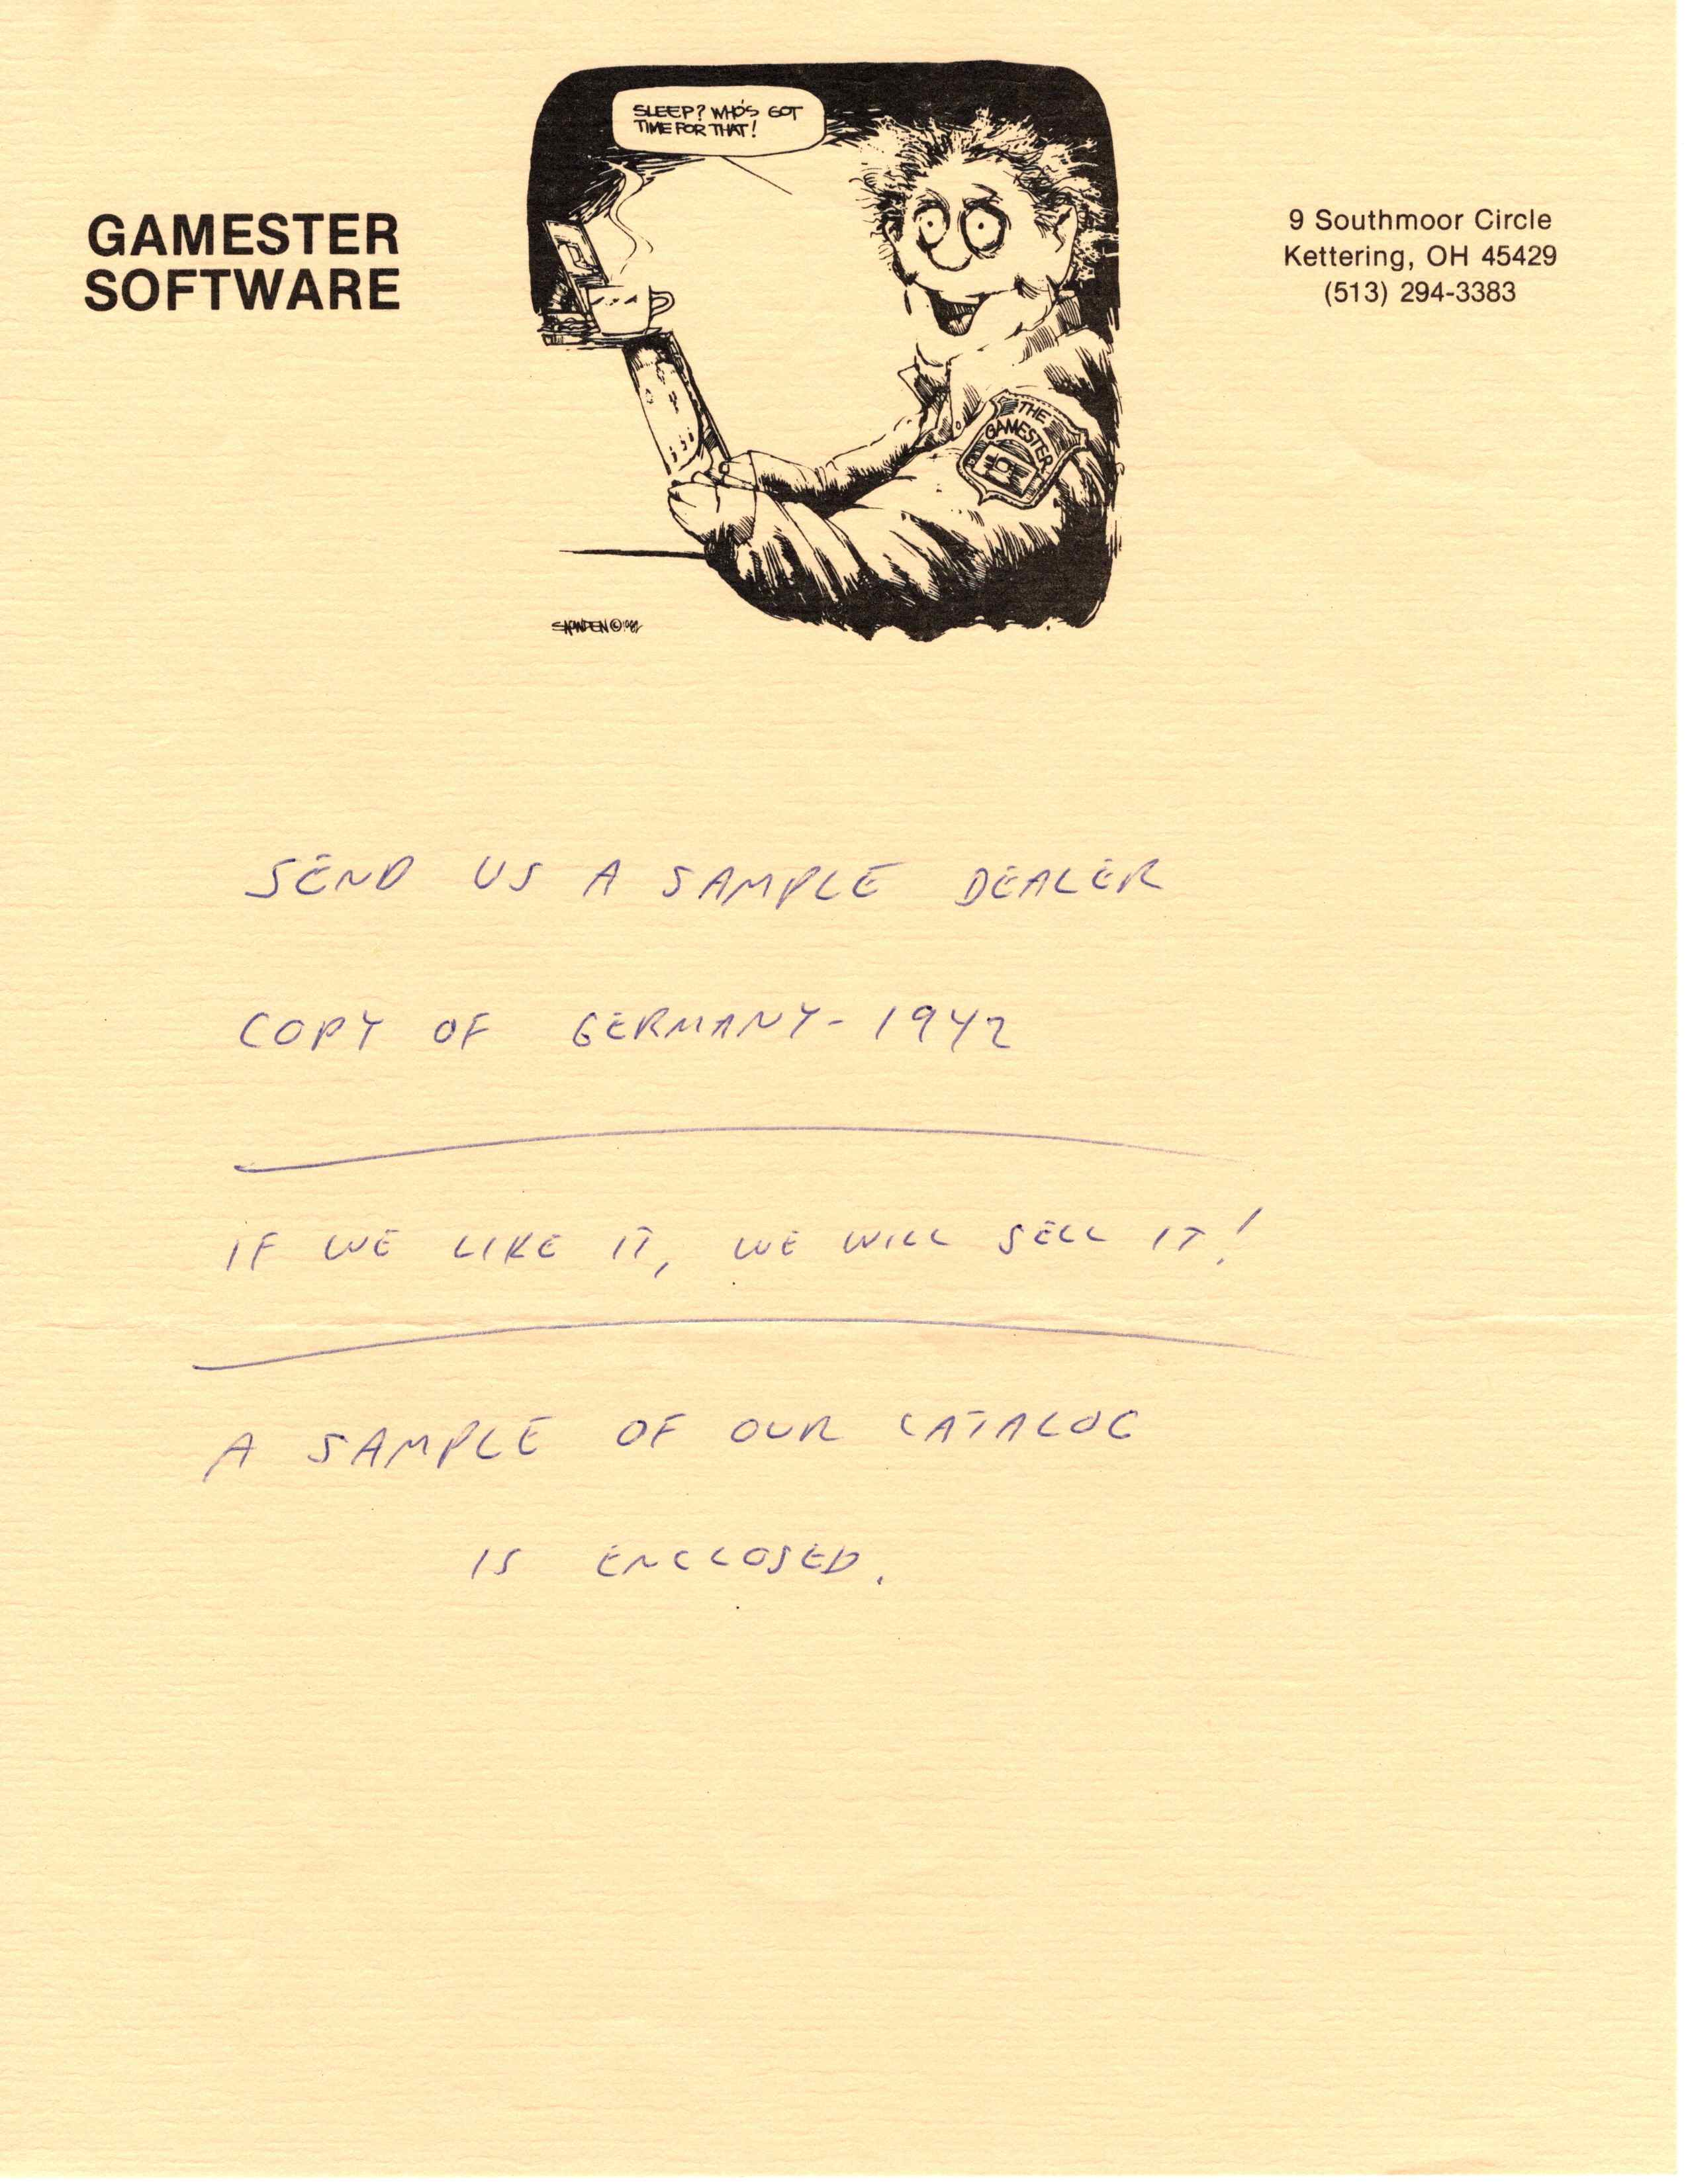 SLEEP? WHO'S GOT
TIME FOR THAT!
GAMESTER
SOFTWARE
9 Southmoor Circle
Kettering, OH 45429
(513) 294-3383
THE
GAMESTER
©1982
SEND US A SAMPLE DEALER
COPY OF GERMANY-1942
IF WE LIKE IT, WE WILL SELL IT!
A SAMPLE OF OUR CATALOG
IS ENCLOSED.